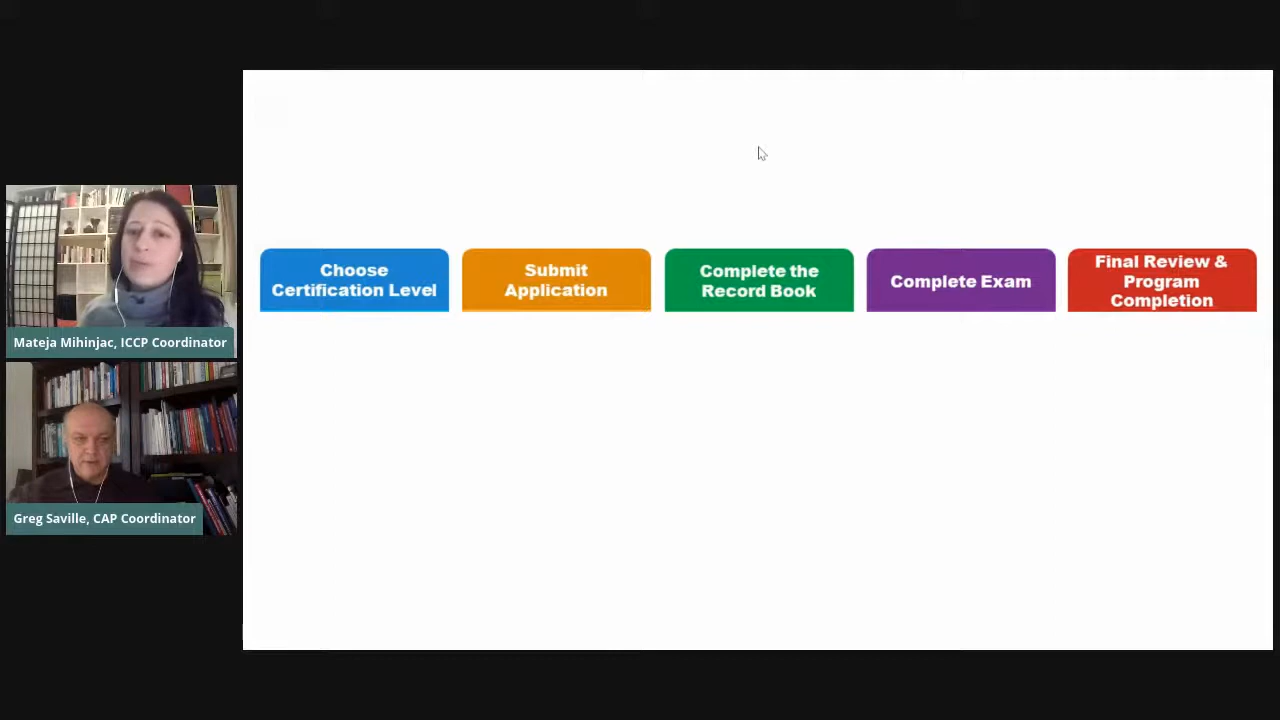 Choose
Certification Level
Submit
Application
Complete the
Record Book
Complete Exam
Final Review &
Program
Completion
Mateja Mihinjac, ICCP Coordinator
Greg Saville, CAP Coordinator